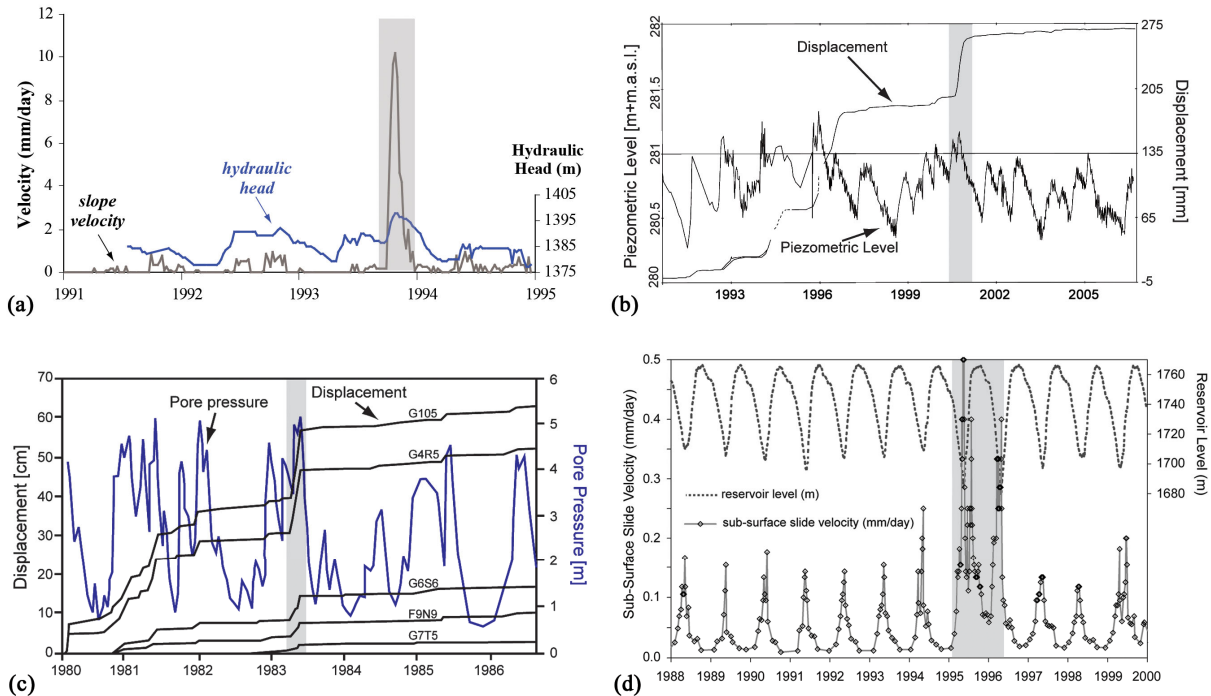 12
10
8
6
4
2
0
Velocity (mm/day)
hydraulic
head
slope
velocity
Hydraulic
Head (m)
1405
1395
1385
1375
1991
1992
1993
1994
1995
(a)
282
281.5
281
280.5
280
Piezometric Level [m+m.a.s.l.]
Displacement
Piezometric Level
275
205
135
65
-5
Displacement [mm]
1993
1996
1999
2002
2005
(b)
70
60
50
40
30
20
10
0
Displacement [cm]
Pore pressure
Displacement
G105
G4R5
G6S6
F9N9
G7T5
6
5
4
3
2
1
0
Pore Pressure [m]
1980
1981
1982
1983
1984
1985
1986
(c)
0.5
0.4
0.3
0.2
0.1
0.0
Sub-Surface Slide Velocity (mm/day)
reservoir level (m)
sub-surface slide velocity (mm/day)
1760
1740
1720
1700
1680
Reservoir Level (m)
1988
1989
1990
1991
1992
1993
1994
1995
1996
1997
1998
1999
2000
(d)